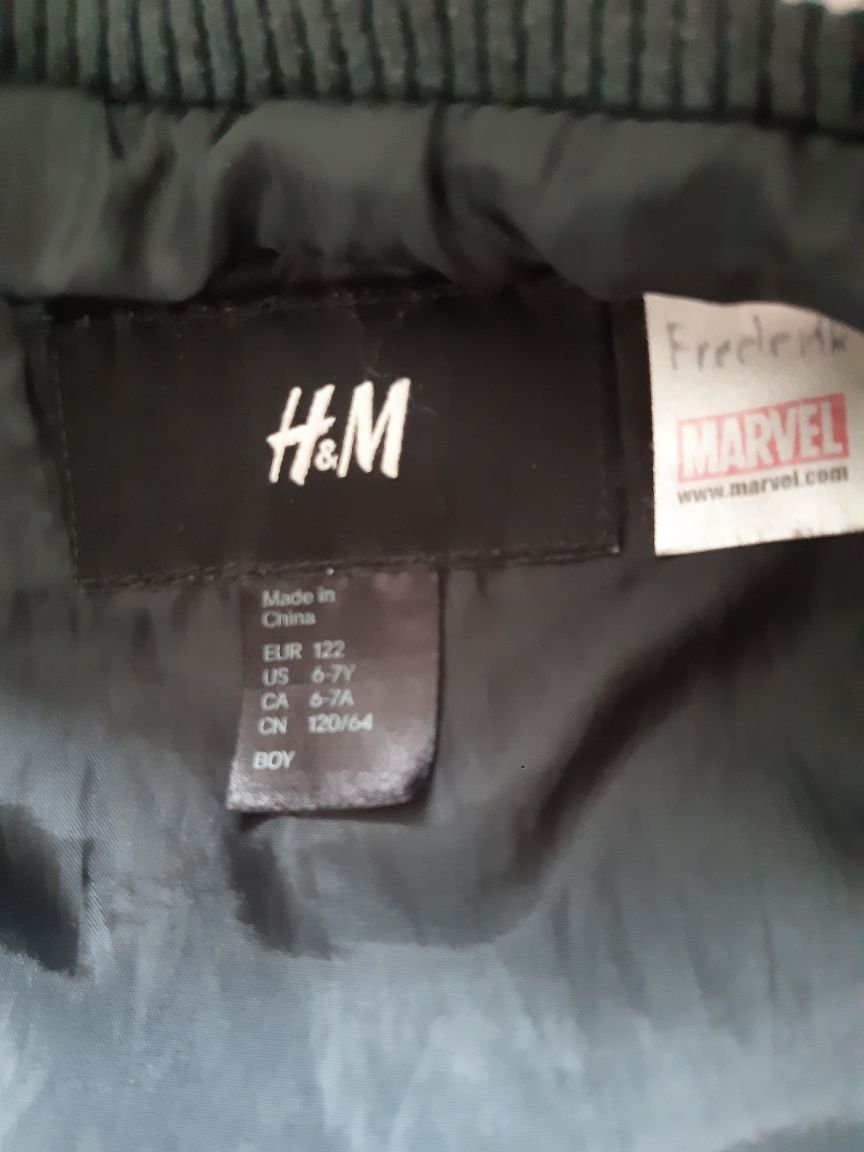 H&M
Made in
China
EUR 122
US 6-7Y
CA 6-7A
CN 120/64
BOY
Frederik
MARVEL
www.marvel.com